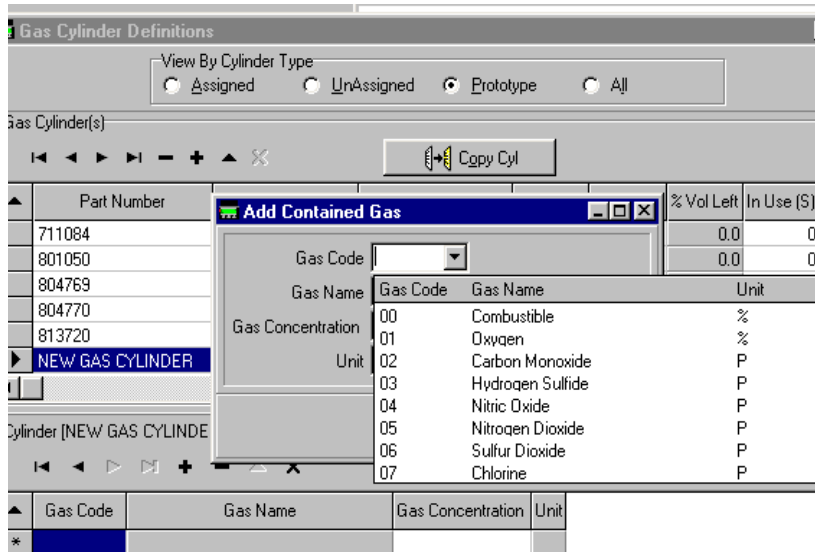 Gas Cylinder Definitions
View By Cylinder Type
Assigned UnAssigned Prototype All
Gas Cylinder(s)
Copy Cyl
Part Number % Vol Left In Use (S)
711084 0.0 0
801050 0.0 0
804769
804770
813720
NEW GAS CYLINDER
Add Contained Gas
Gas Code
Gas Name
Gas Concentration
Unit
Gas Code Gas Name Unit
00 Combustible %
01 Oxygen %
02 Carbon Monoxide P
03 Hydrogen Sulfide P
04 Nitric Oxide P
05 Nitrogen Dioxide P
06 Sulfur Dioxide P
07 Chlorine P
Cylinder [NEW GAS CYLINDE
Gas Code Gas Name Gas Concentration Unit
*